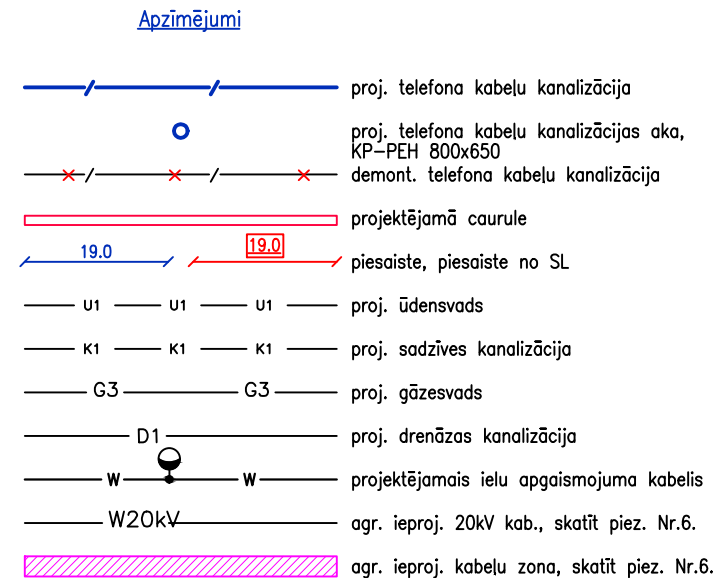 Apzīmējumi
proj. telefona kabeļu kanalizācija
proj. telefona kabeļu kanalizācijas aka,
KP-PEH 800x650
demont. telefona kabeļu kanalizācija
projektējamā caurule
19.0 19.0 piesaiste, piesaiste no SL
U1 U1 U1 proj. ūdensvads
K1 K1 K1 proj. sadzīves kanalizācija
G3 G3 proj. gāzesvads
D1 proj. drenāzas kanalizācija
W W projektējamais ielu apgaismojuma kabelis
W20kV agr. ieproj. 20kV kab., skatīt piez. Nr.6.
agr. ieproj. kabeļu zona, skatīt piez. Nr.6.